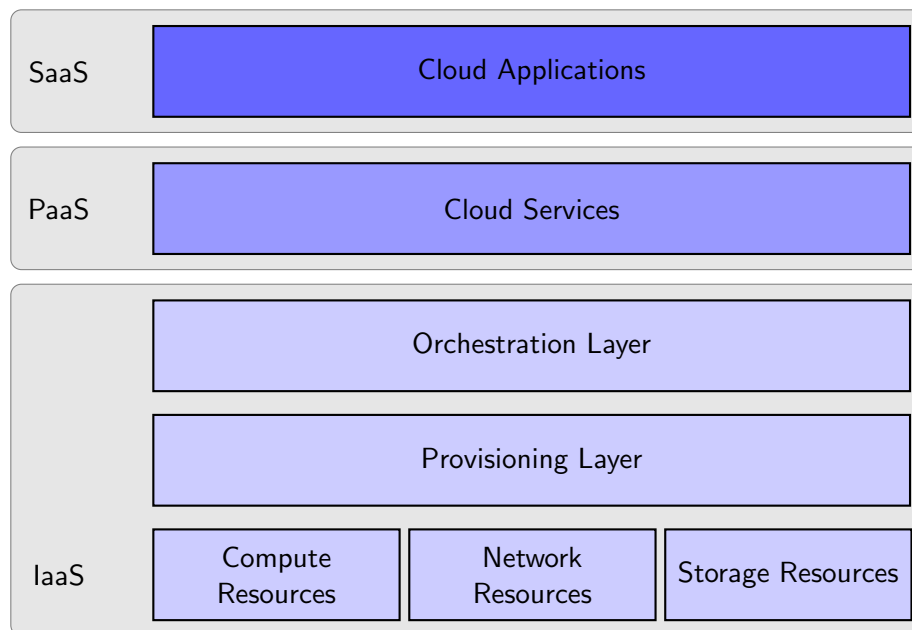 SaaS
Cloud Applications
PaaS
Cloud Services
Orchestration Layer
Provisioning Layer
IaaS
Compute
Resources
Network
Resources
Storage Resources